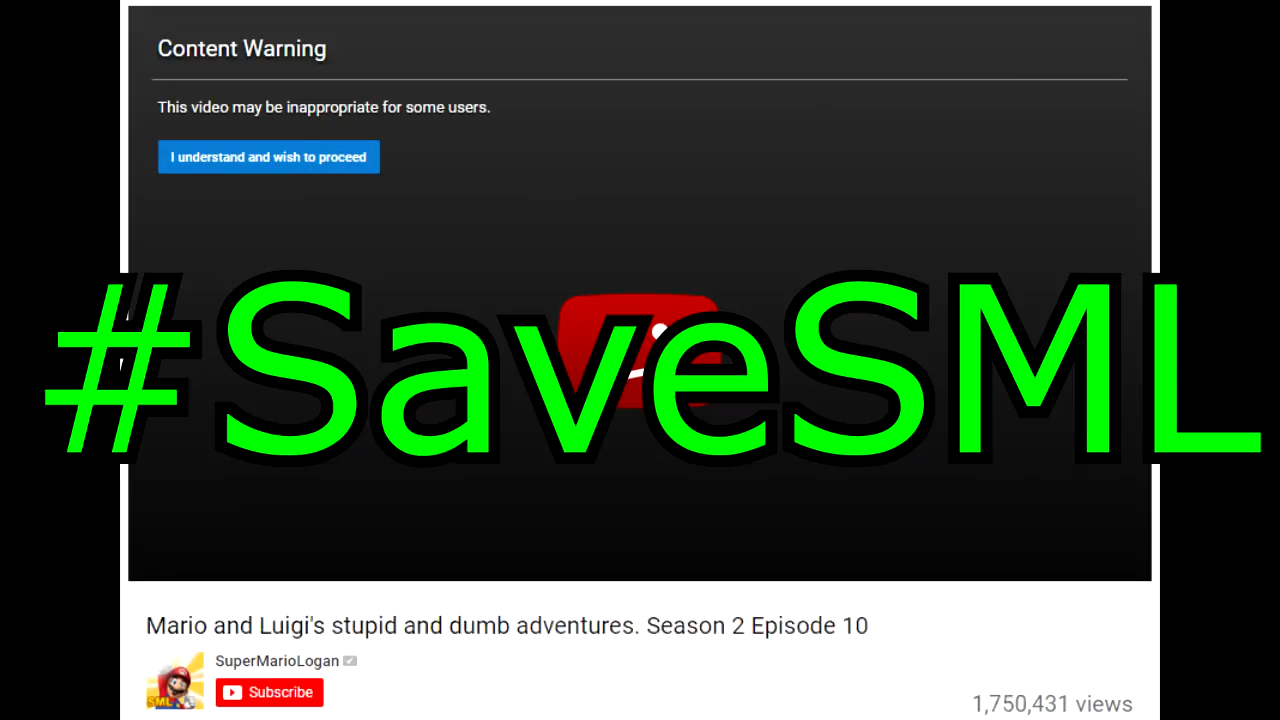 Content Warning
This video may be inappropriate for some users.
I understand and wish to proceed
#SaveSML
Mario and Luigi's stupid and dumb adventures. Season 2 Episode 10
SuperMarioLogan
SML
Subscribe
1,750,431 views